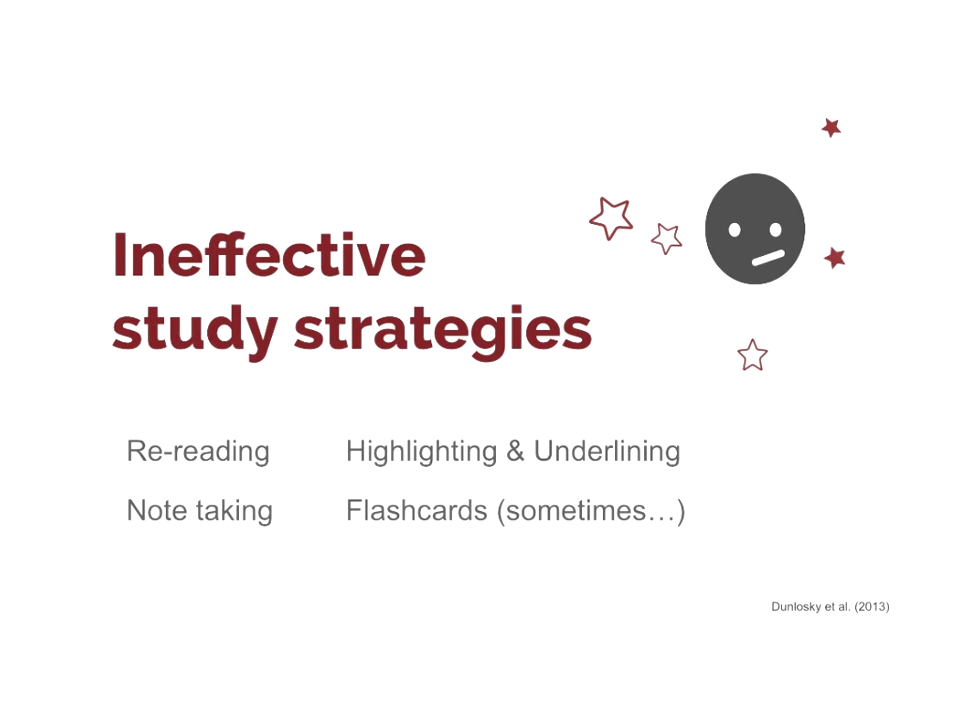 Ineffective
study strategies
Re-reading
Highlighting & Underlining
Note taking
Flashcards (sometimes…)
Dunlosky et al. (2013)